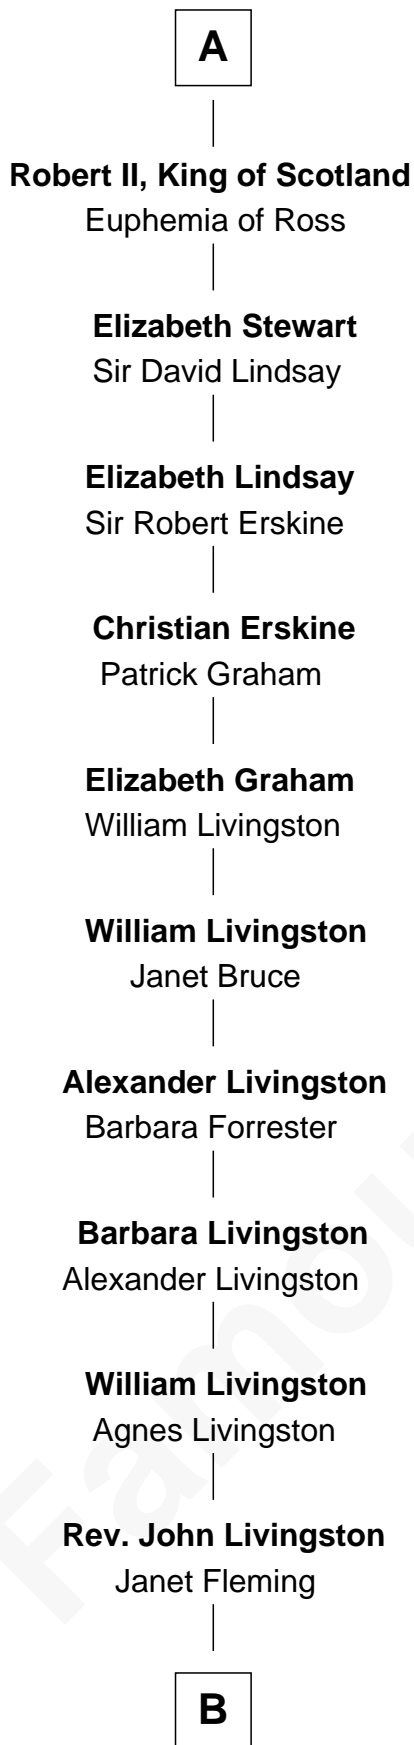 A
Robert II, King of Scotland
Euphemia of Ross
Elizabeth Stewart
Sir David Lindsay
Elizabeth Lindsay
Sir Robert Erskine
Christian Erskine
Patrick Graham
Elizabeth Graham
William Livingston
William Livingston
Janet Bruce
Alexander Livingston
Barbara Forrester
Barbara Livingston
Alexander Livingston
William Livingston
Agnes Livingston
Rev. John Livingston
Janet Fleming
B
Famou